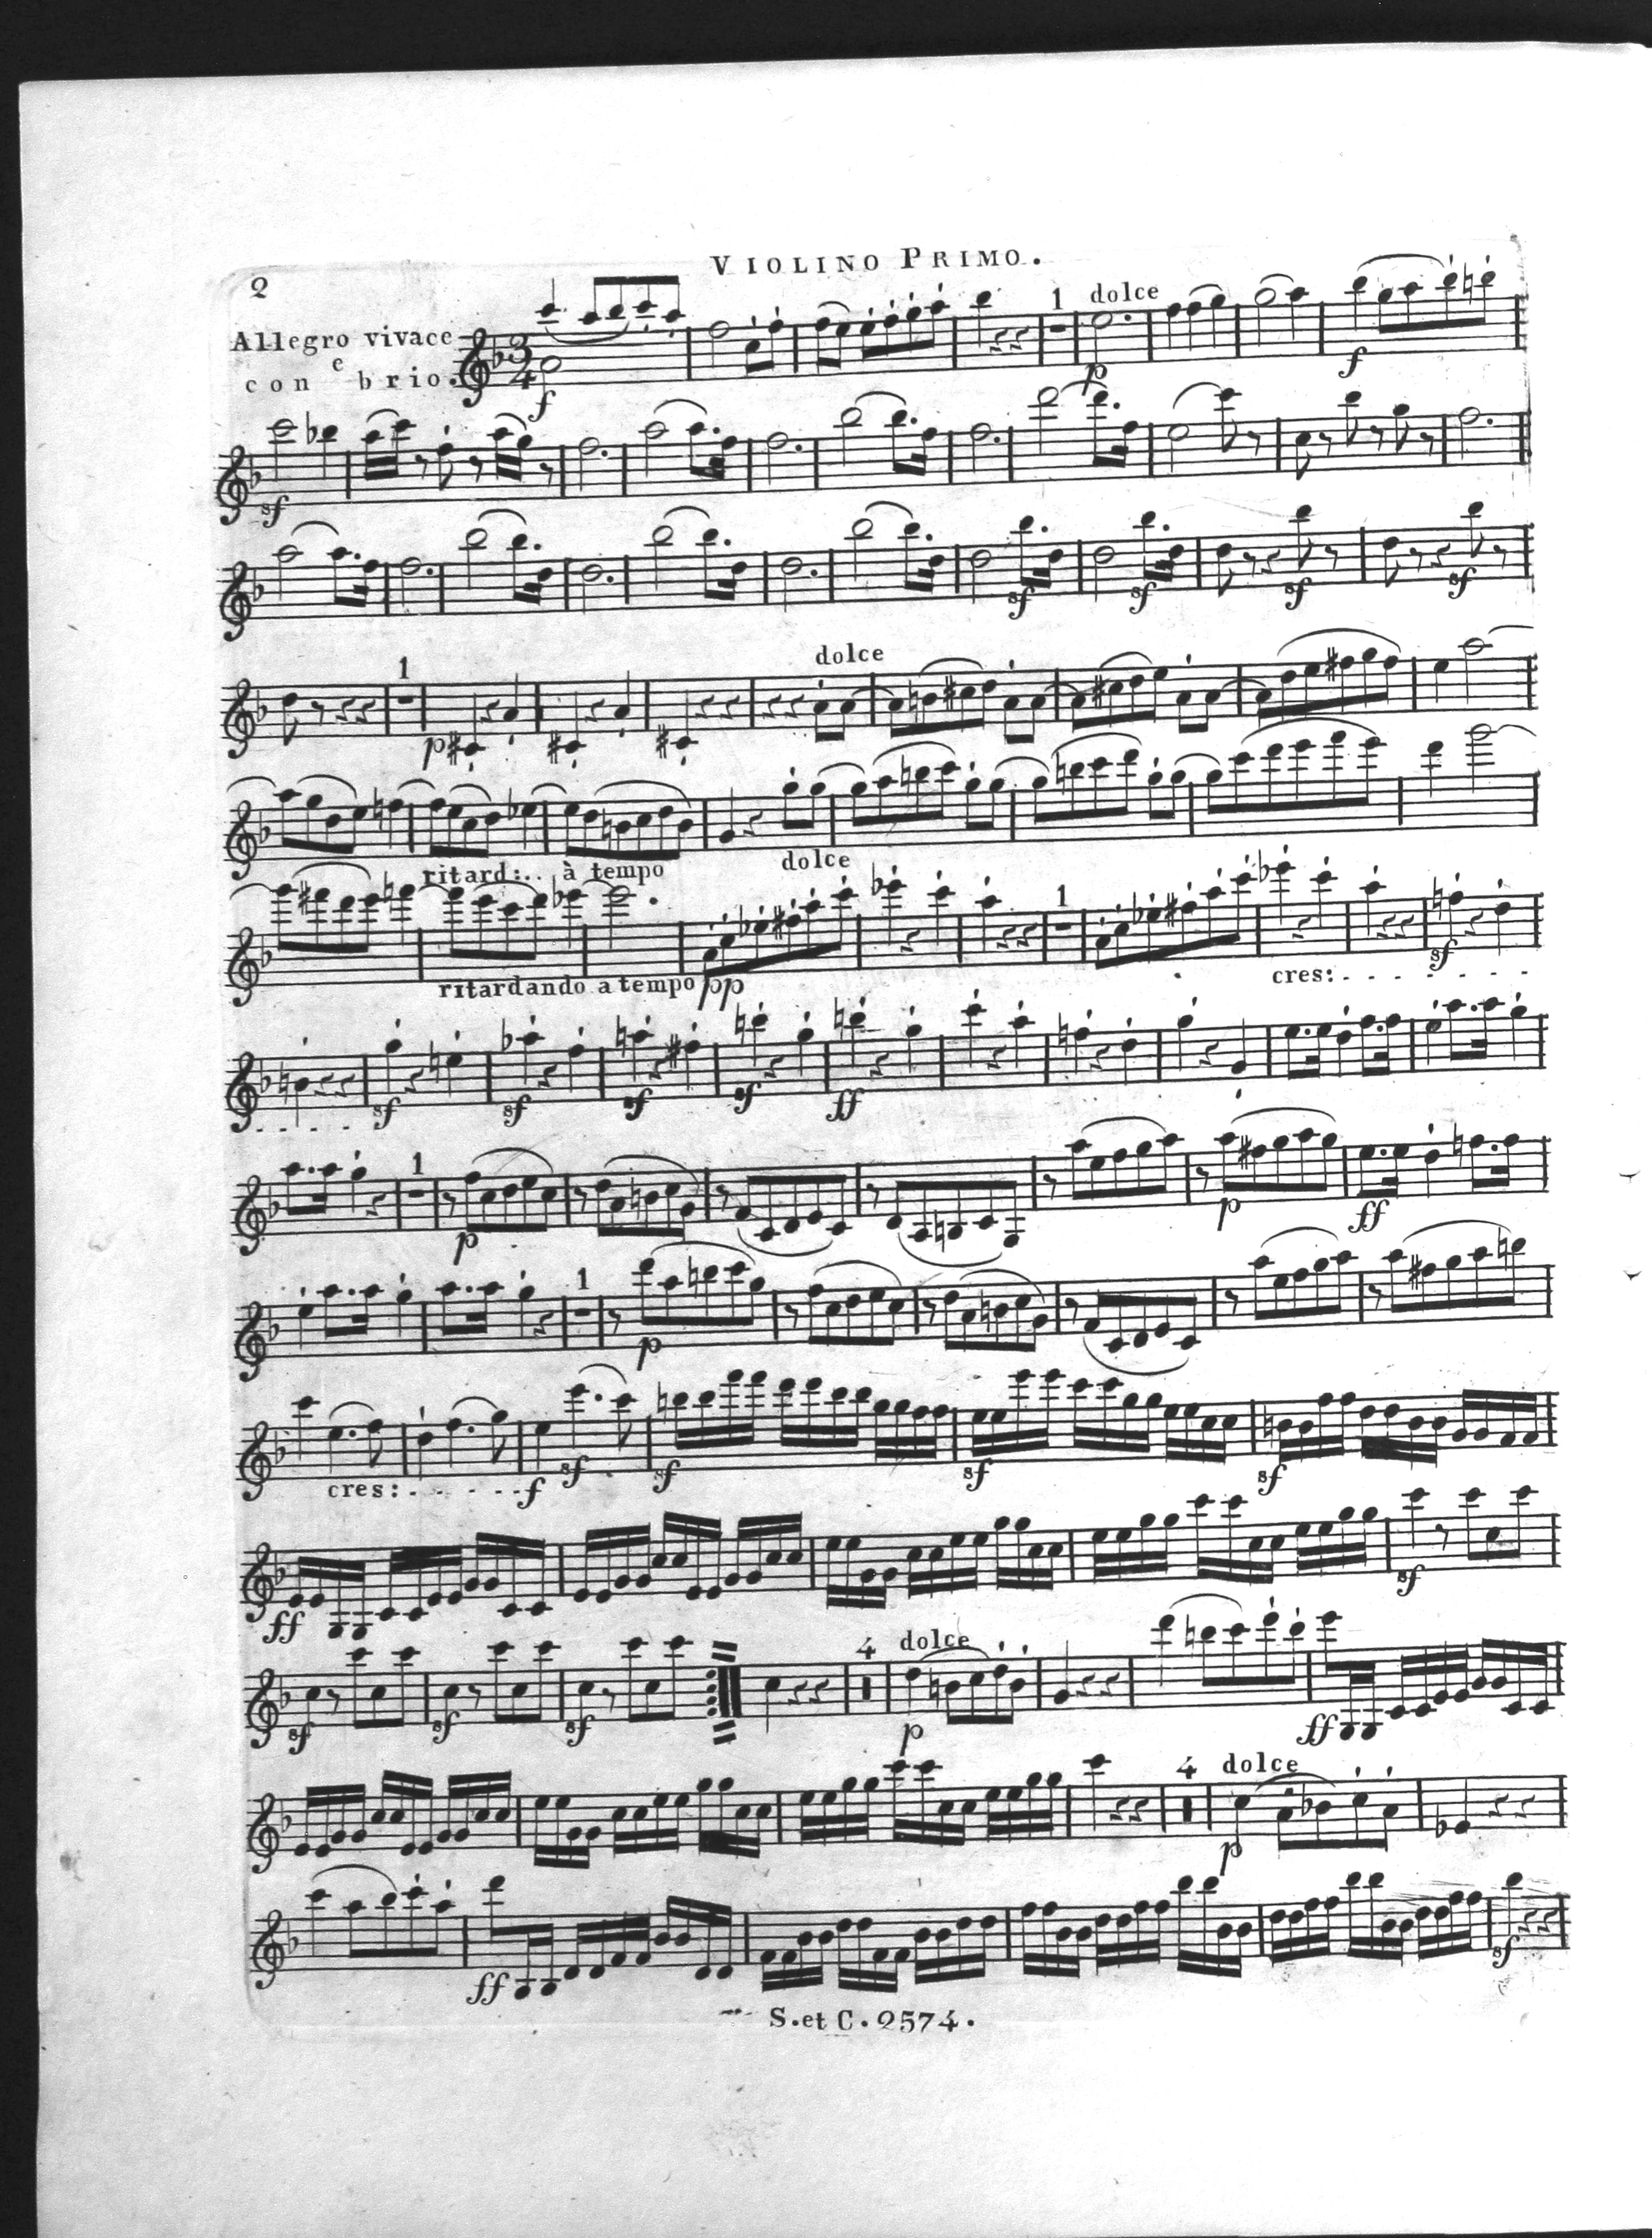 VIOLINO PRIMO.
2
Allegro vivace
e
con brio.
3
4
f
1
dolce
p
f
sf
sf
sf
sf
sf
1
p
dolce
ritard:.. à tempo
dolce
ritardando a tempo
pp
1
cres:
sf
sf
sf
sf
sf
ff
1
p
p
ff
1
p
cres:
f
sf
sf
sf
sf
ff
sf
sf
sf
sf
4
dolce
p
ff
4
dolce
p
ff
sf
S.et C. 2574.